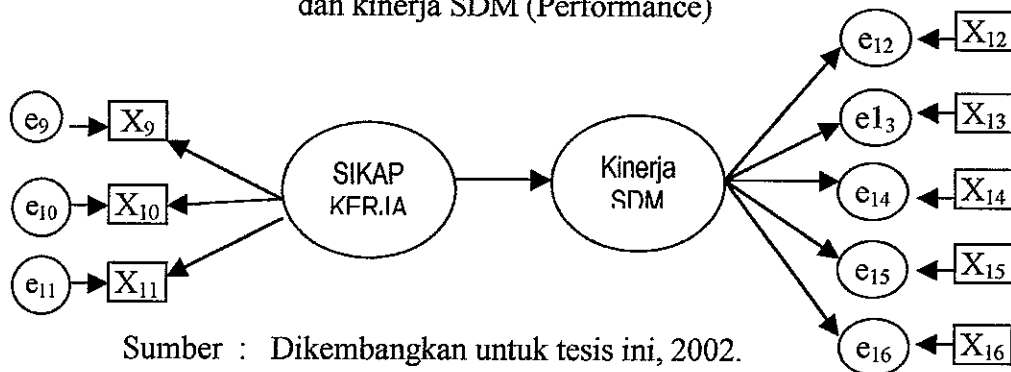 dan kinerja SDM (Performance)
e12 X12
e9 X9 e13 X13
SIKAP KERJA
Kinerja SDM
e10 X10 e14 X14
e11 X11 e15 X15
Sumber : Dikembangkan untuk tesis ini, 2002.
e16 X16